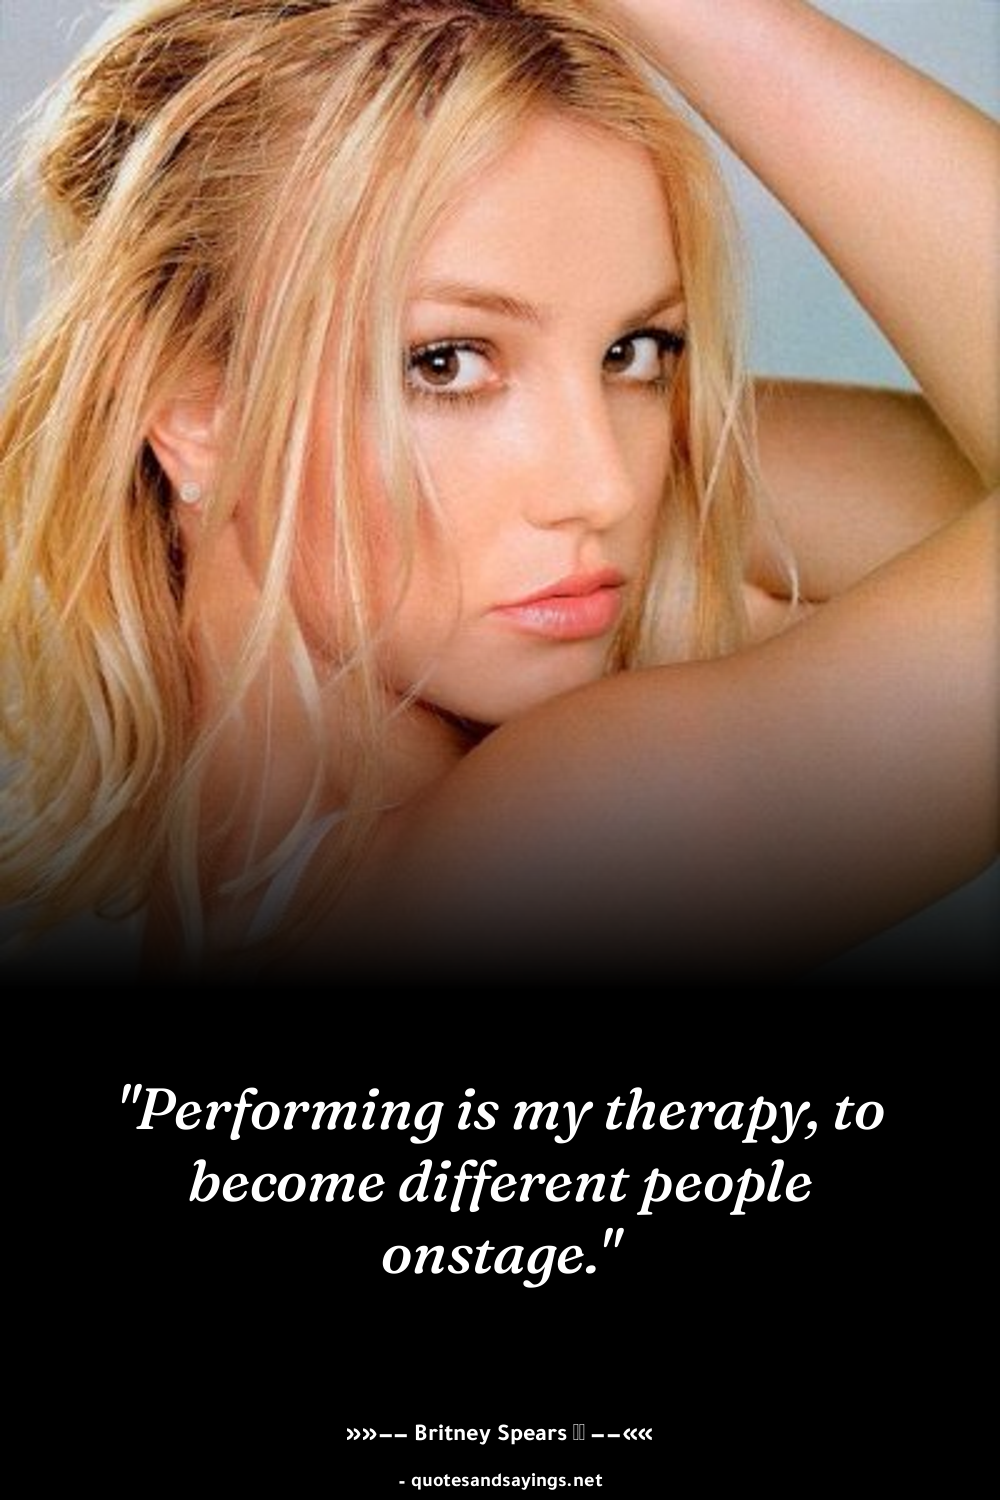 "Performing is my therapy, to
become different people
onstage."
»»−− Britney Spears −−««
- quotesandsayings.net